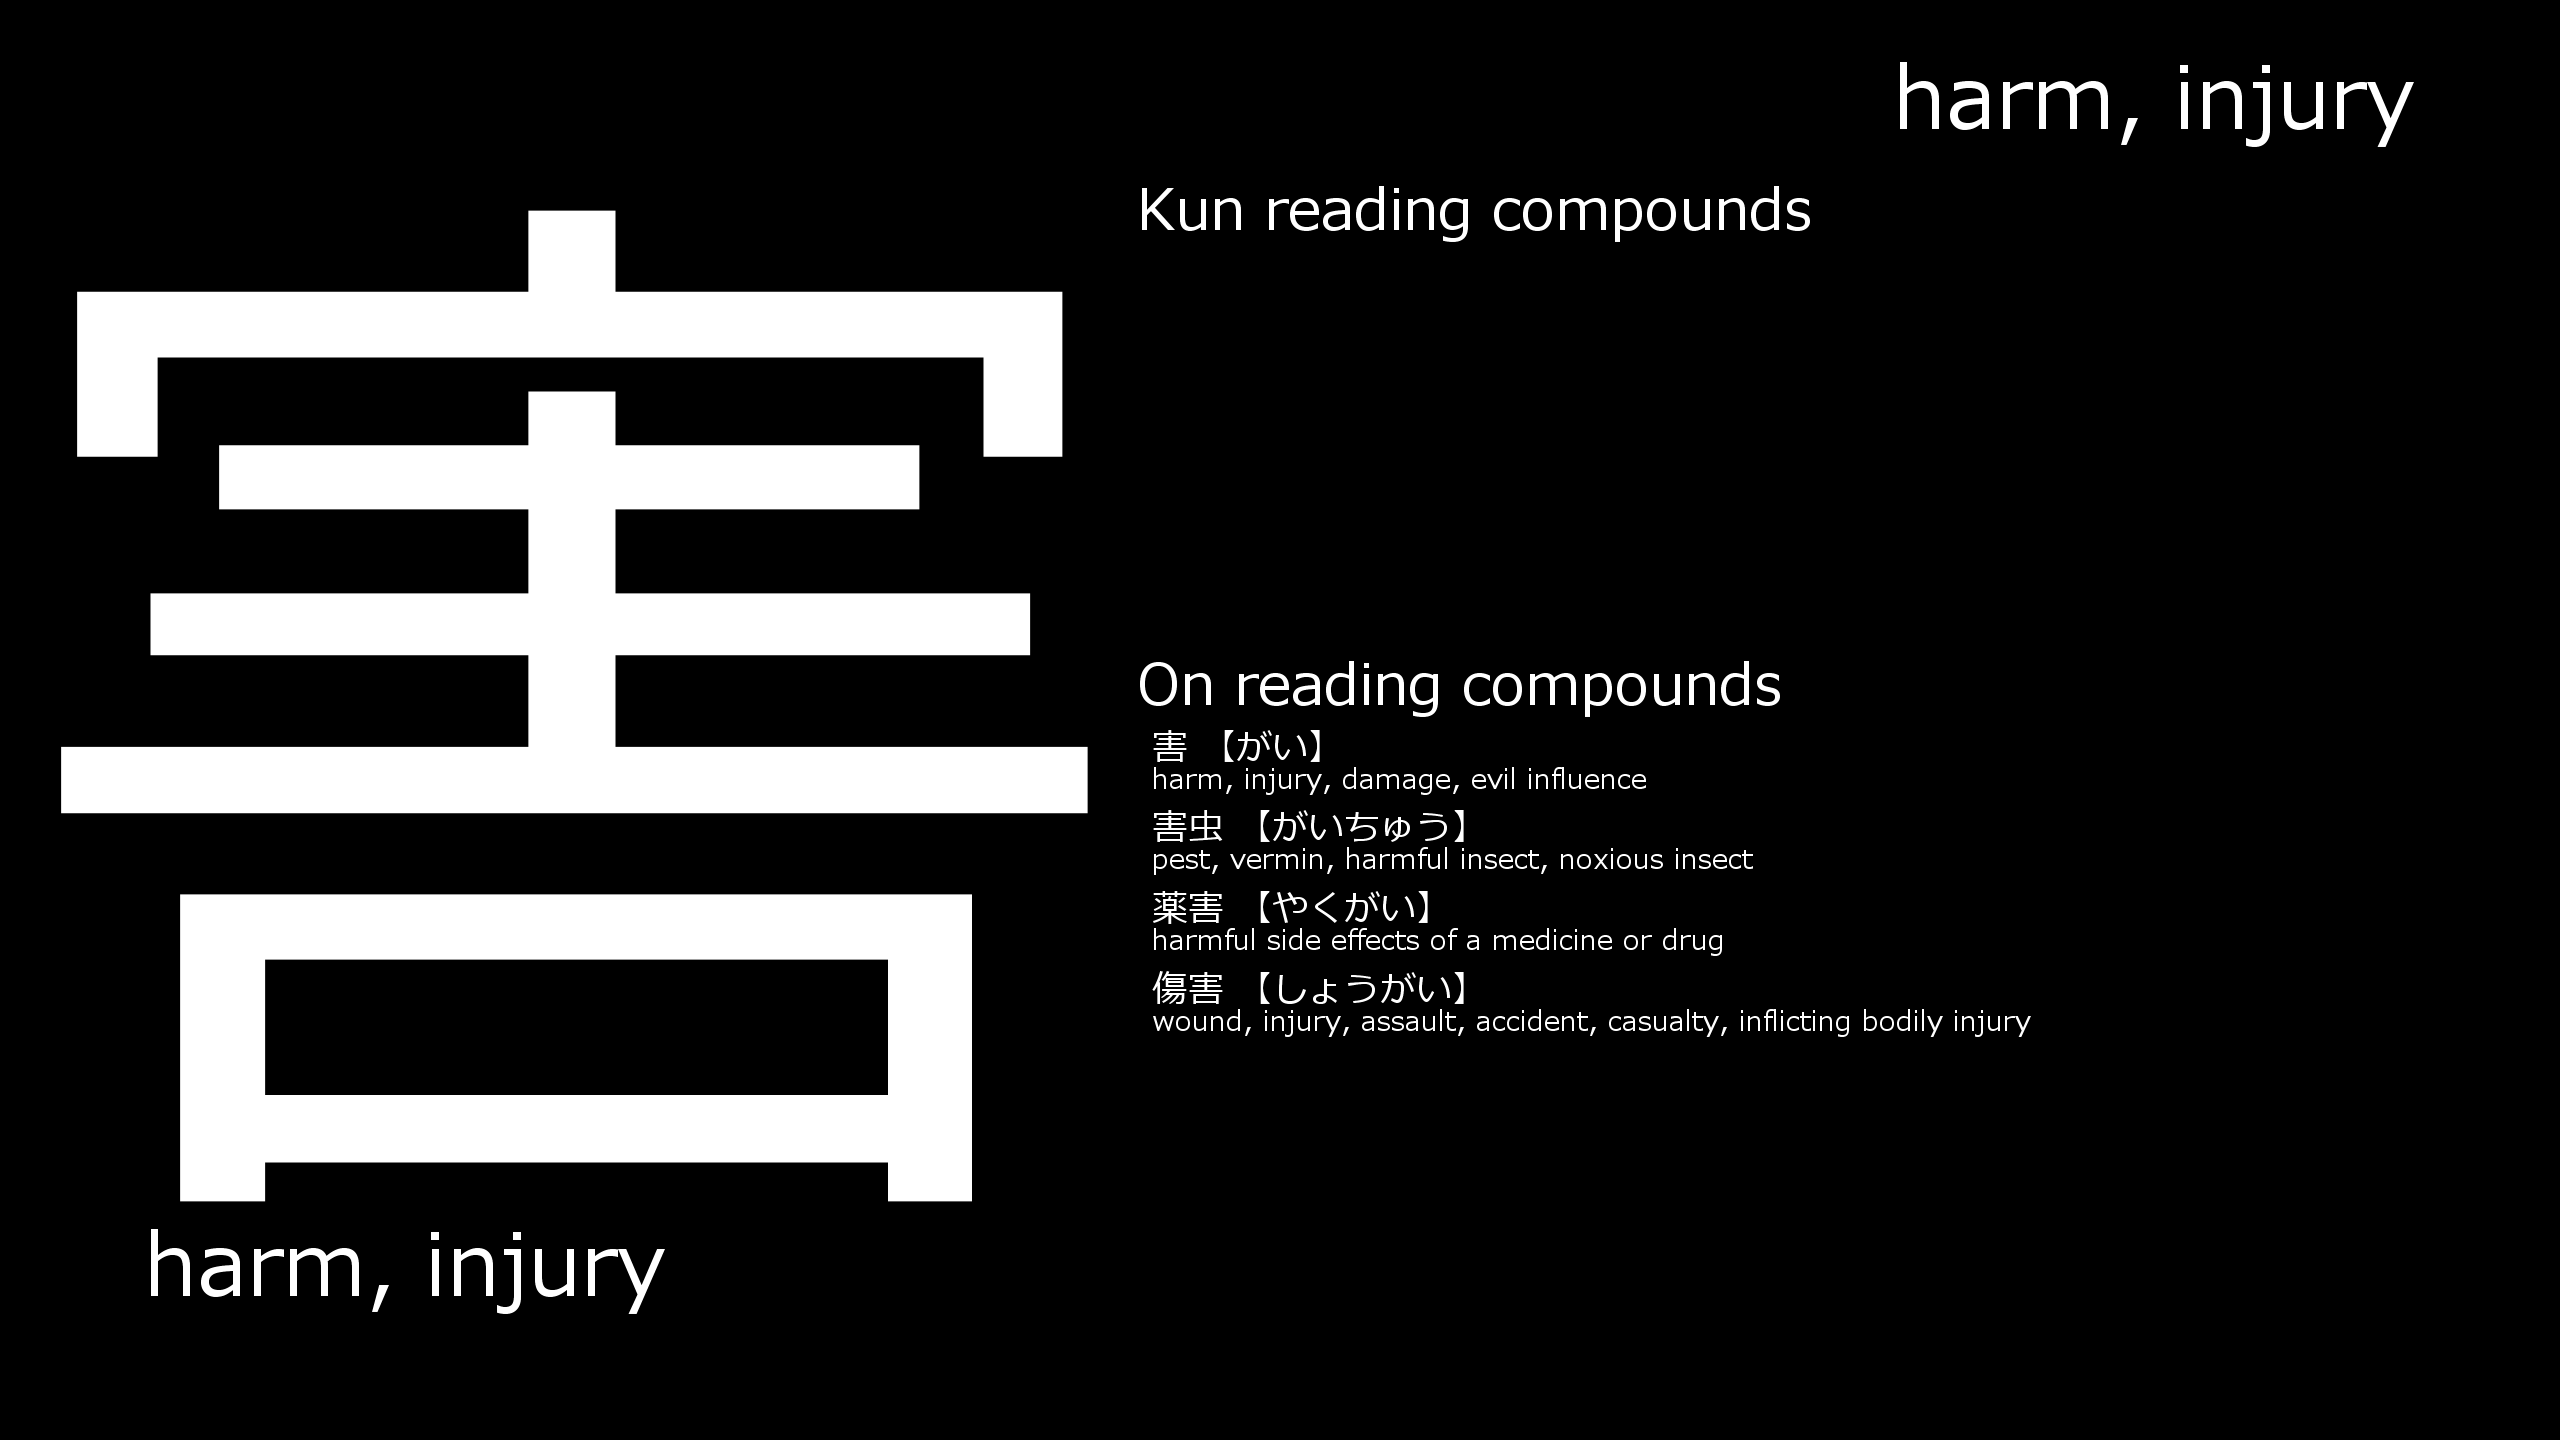 harm, injury
害
harm, injury
Kun reading compounds
On reading compounds
害 【がい】
harm, injury, damage, evil influence
害虫 【がいちゅう】
pest, vermin, harmful insect, noxious insect
薬害 【やくがい】
harmful side effects of a medicine or drug
傷害 【しょうがい】
wound, injury, assault, accident, casualty, inflicting bodily injury